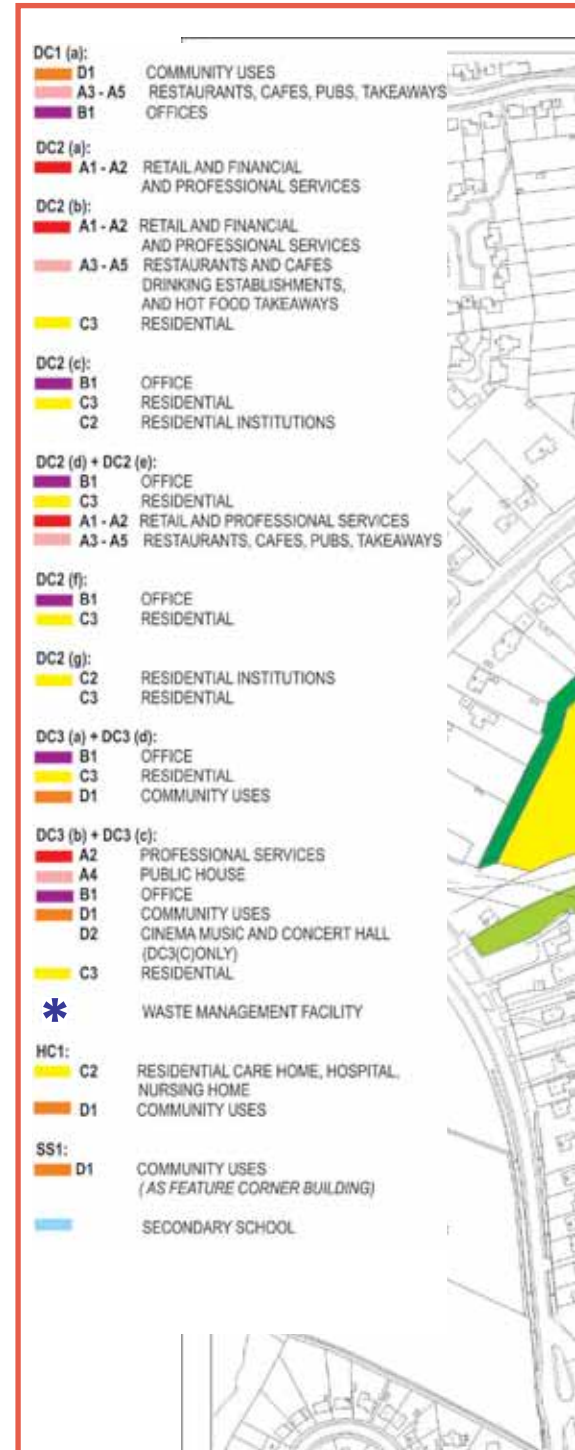 DC1 (a):
D1 COMMUNITY USES
A3 - A5 RESTAURANTS, CAFES, PUBS, TAKEAWAYS
B1 OFFICES
DC2 (a):
A1 - A2 RETAIL AND FINANCIAL
AND PROFESSIONAL SERVICES
DC2 (b):
A1 - A2 RETAIL AND FINANCIAL
AND PROFESSIONAL SERVICES
A3 - A5 RESTAURANTS AND CAFES
DRINKING ESTABLISHMENTS,
AND HOT FOOD TAKEAWAYS
C3 RESIDENTIAL
DC2 (c):
B1 OFFICE
C3 RESIDENTIAL
C2 RESIDENTIAL INSTITUTIONS
DC2 (d) + DC2 (e):
B1 OFFICE
C3 RESIDENTIAL
A1 - A2 RETAIL AND PROFESSIONAL SERVICES
A3 - A5 RESTAURANTS, CAFES, PUBS, TAKEAWAYS
DC2 (f):
B1 OFFICE
C3 RESIDENTIAL
DC2 (g):
C2 RESIDENTIAL INSTITUTIONS
C3 RESIDENTIAL
DC3 (a) + DC3 (d):
B1 OFFICE
C3 RESIDENTIAL
D1 COMMUNITY USES
DC3 (b) + DC3 (c):
A2 PROFESSIONAL SERVICES
A4 PUBLIC HOUSE
B1 OFFICE
D1 COMMUNITY USES
D2 CINEMA MUSIC AND CONCERT HALL
(DC3(C)ONLY)
C3 RESIDENTIAL
* WASTE MANAGEMENT FACILITY
HC1:
C2 RESIDENTIAL CARE HOME, HOSPITAL,
NURSING HOME
D1 COMMUNITY USES
SS1:
D1 COMMUNITY USES
( AS FEATURE CORNER BUILDING)
SECONDARY SCHOOL